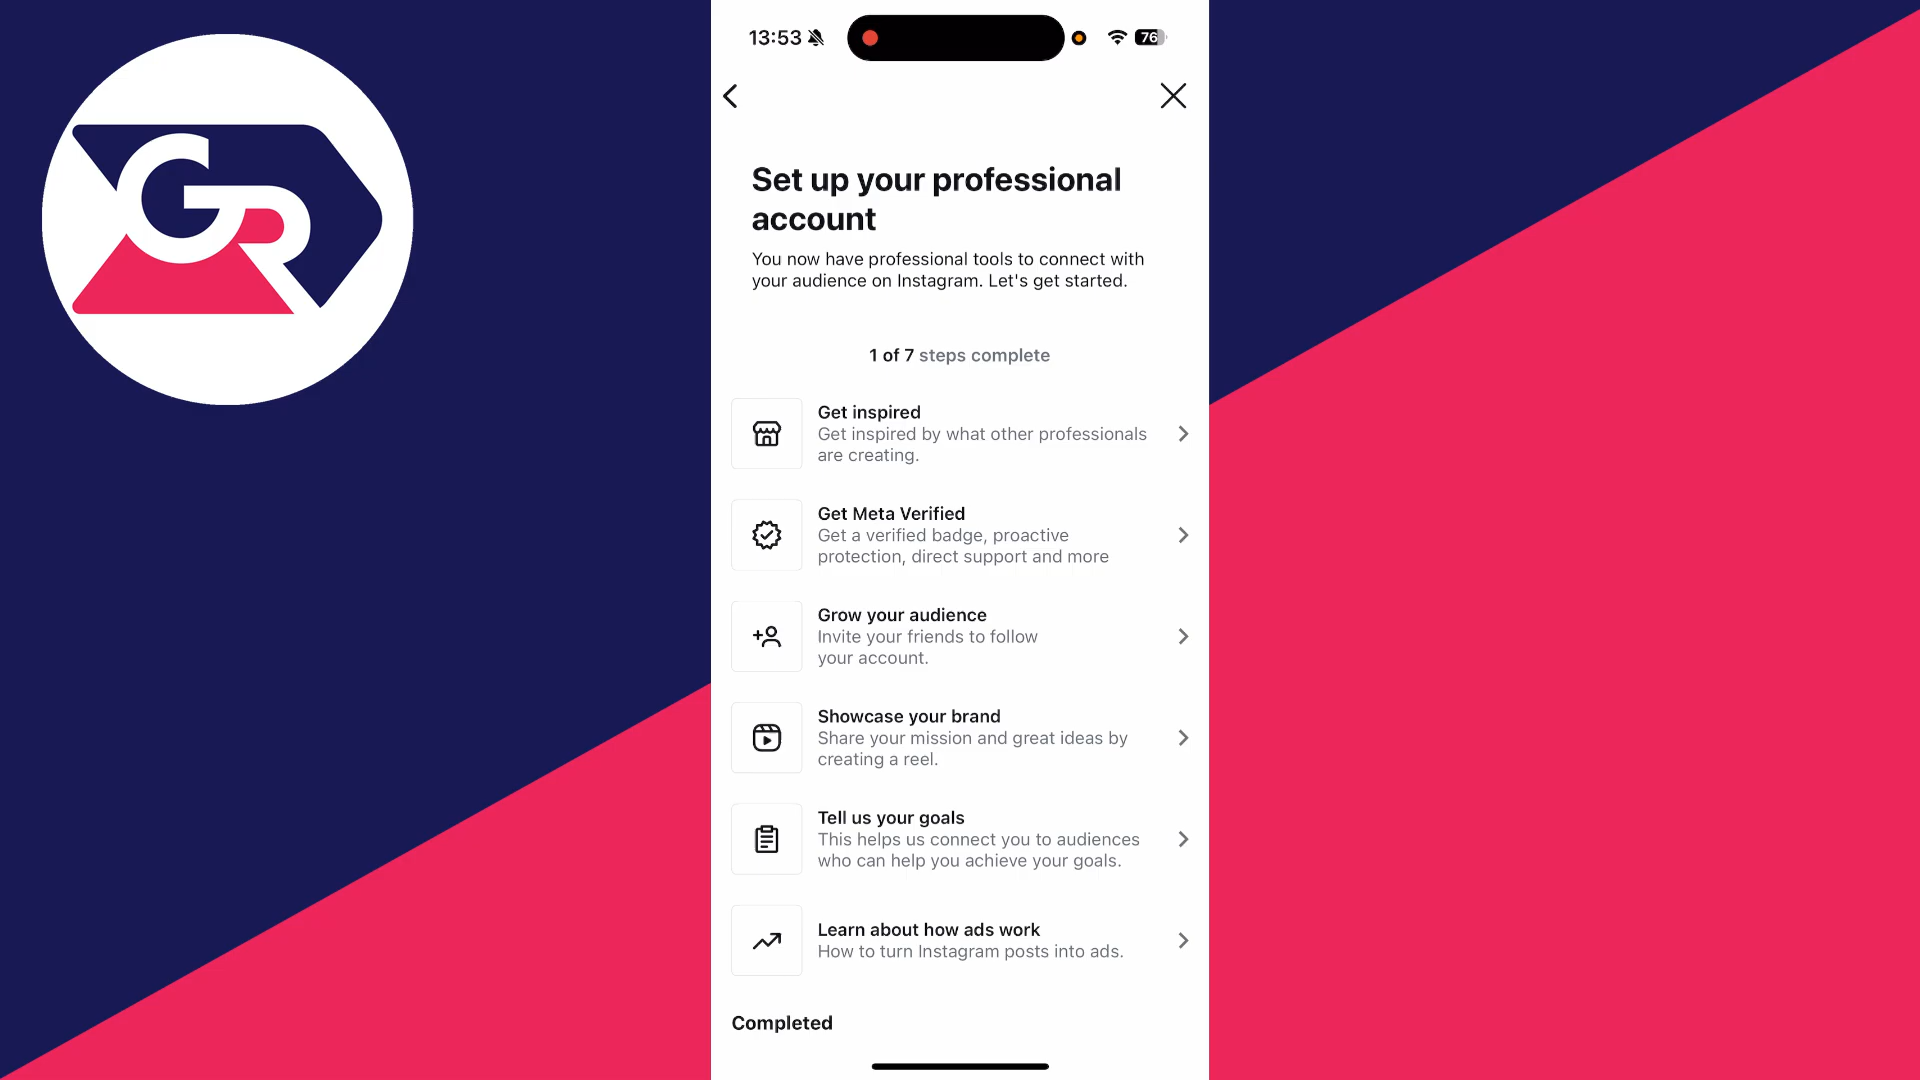 GR
13:53
76
Set up your professional
account
You now have professional tools to connect with
your audience on Instagram. Let's get started.
1 of 7 steps complete
Get inspired
Get inspired by what other professionals
are creating.
Get Meta Verified
Get a verified badge, proactive
protection, direct support and more
Grow your audience
Invite your friends to follow
your account.
Showcase your brand
Share your mission and great ideas by
creating a reel.
Tell us your goals
This helps us connect you to audiences
who can help you achieve your goals.
Learn about how ads work
How to turn Instagram posts into ads.
Completed